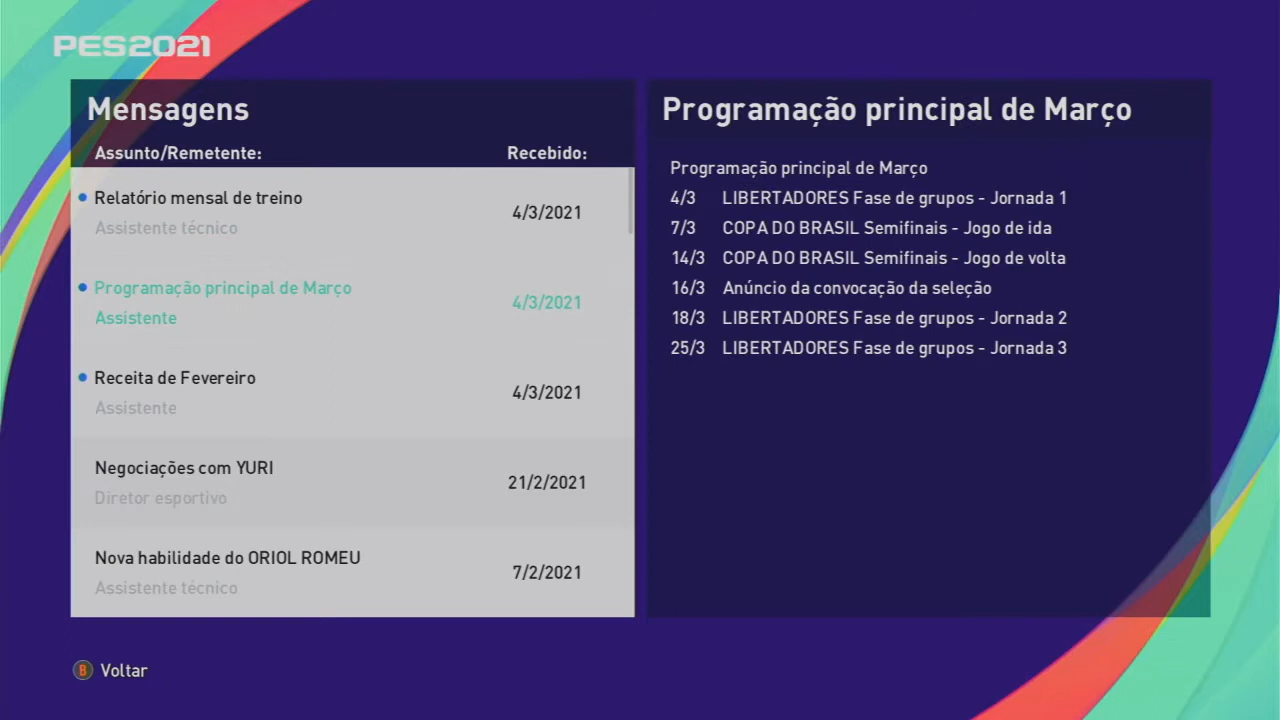 PES2021
Mensagens
Assunto/Remetente: Recebido:
Relatório mensal de treino
Assistente técnico
4/3/2021
Programação principal de Março
Assistente
4/3/2021
Receita de Fevereiro
Assistente
4/3/2021
Negociações com YURI
Diretor esportivo
21/2/2021
Nova habilidade do ORIOL ROMEU
Assistente técnico
7/2/2021
Programação principal de Março
Programação principal de Março
4/3 LIBERTADORES Fase de grupos - Jornada 1
7/3 COPA DO BRASIL Semifinais - Jogo de ida
14/3 COPA DO BRASIL Semifinais - Jogo de volta
16/3 Anúncio da convocação da seleção
18/3 LIBERTADORES Fase de grupos - Jornada 2
25/3 LIBERTADORES Fase de grupos - Jornada 3
B Voltar